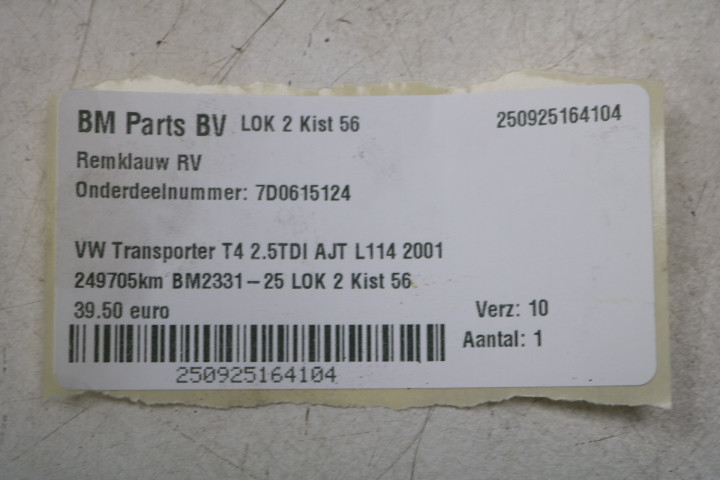 BM Parts BV LOK 2 Kist 56 250925164104
Remklauw RV
Onderdeelnummer: 7D0615124
VW Transporter T4 2.5TDI AJT L114 2001
249705km BM2331-25 LOK 2 Kist 56
39.50 euro Verz: 10
Aantal: 1
250925164104